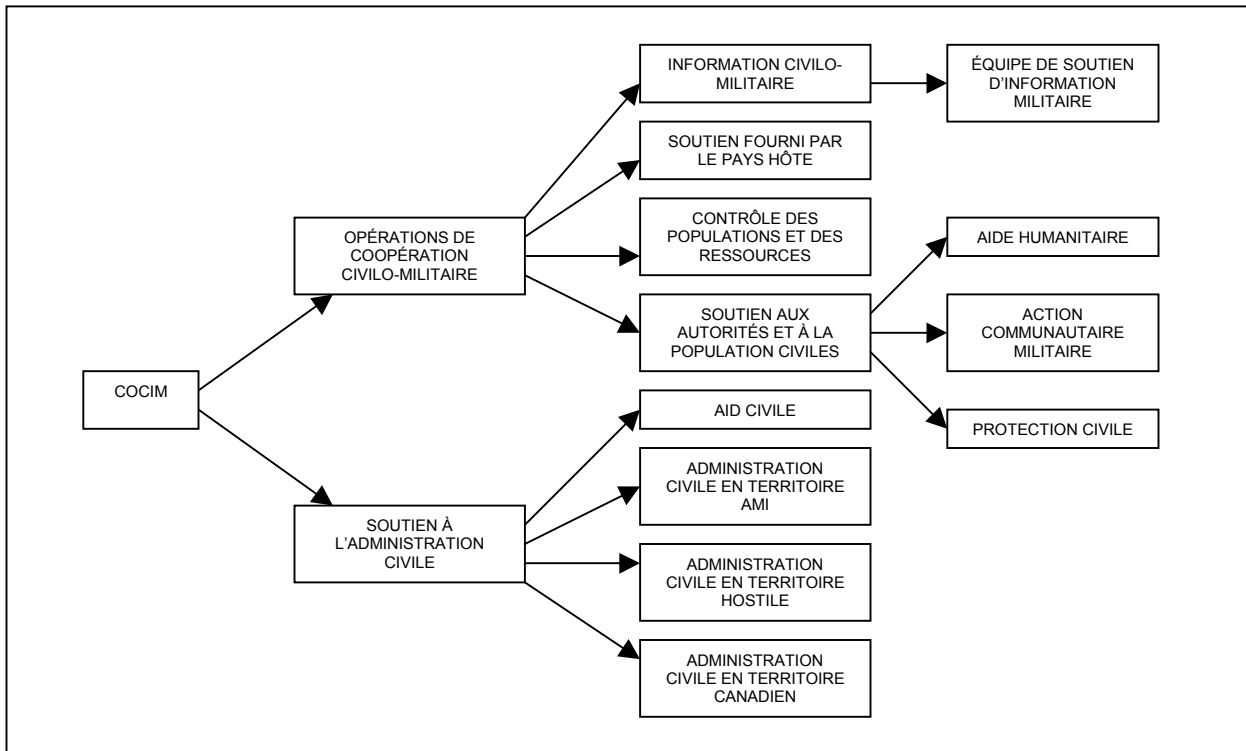 INFORMATION CIVILO-
MILITAIRE
ÉQUIPE DE SOUTIEN
D'INFORMATION
MILITAIRE
SOUTIEN FOURNI PAR
LE PAYS HÔTE
OPÉRATIONS DE
COOPÉRATION
CIVILO-MILITAIRE
CONTRÔLE DES
POPULATIONS ET DES
RESSOURCES
AIDE HUMANITAIRE
SOUTIEN AUX
AUTORITÉS ET À LA
POPULATION CIVILES
ACTION
COMMUNAUTAIRE
MILITAIRE
COCIM
AID CIVILE
PROTECTION CIVILE
ADMINISTRATION
CIVILE EN TERRITOIRE
AMI
SOUTIEN À
L'ADMINISTRATION
CIVILE
ADMINISTRATION
CIVILE EN TERRITOIRE
HOSTILE
ADMINISTRATION
CIVILE EN TERRITOIRE
CANADIEN